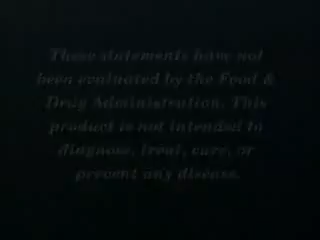 These statements have not
been evaluated by the Food &
Drug Administration. This
product is not intended to
diagnose, treat, cure, or
prevent any disease.